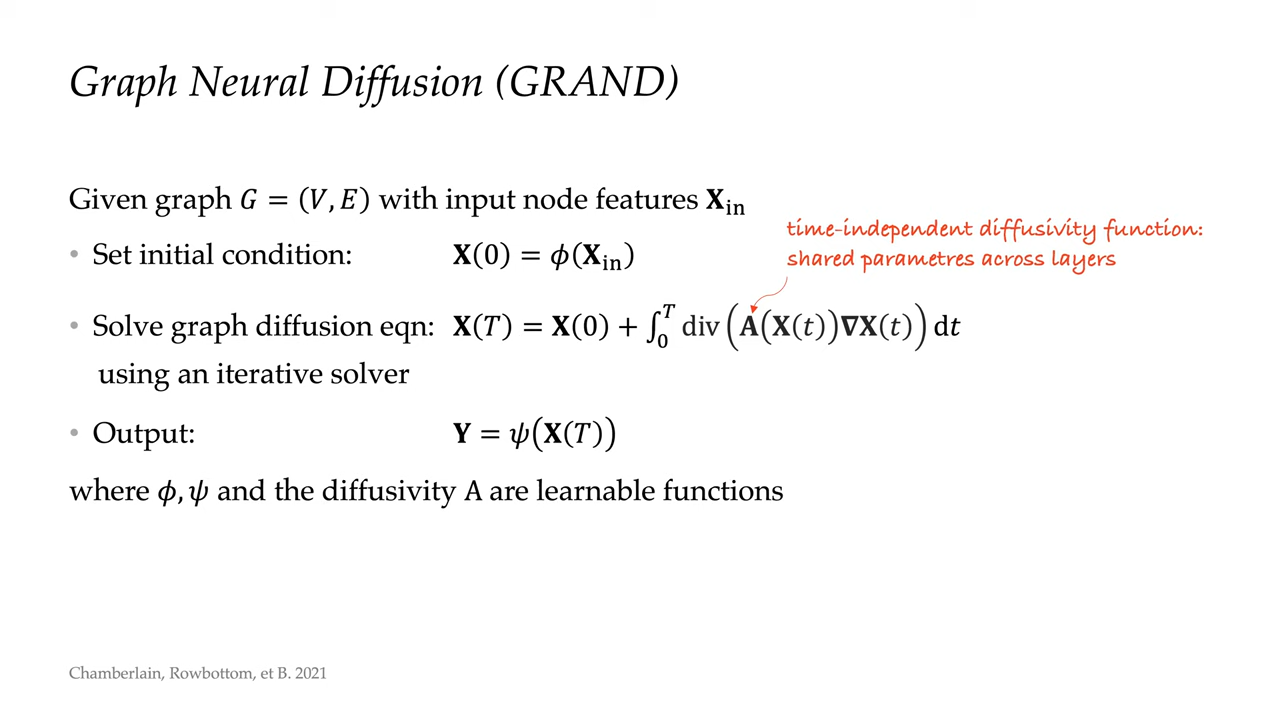 Graph Neural Diffusion (GRAND)
Given graph G = (V, E) with input node features X_in
time-independent diffusivity function:
shared parametres across layers
• Set initial condition: X(0) = ϕ(X_in)
• Solve graph diffusion eqn: X(T) = X(0) + ∫_0^T div(A(X(t))∇X(t)) dt
using an iterative solver
• Output: Y = ψ(X(T))
where ϕ, ψ and the diffusivity A are learnable functions
Chamberlain, Rowbottom, et B. 2021